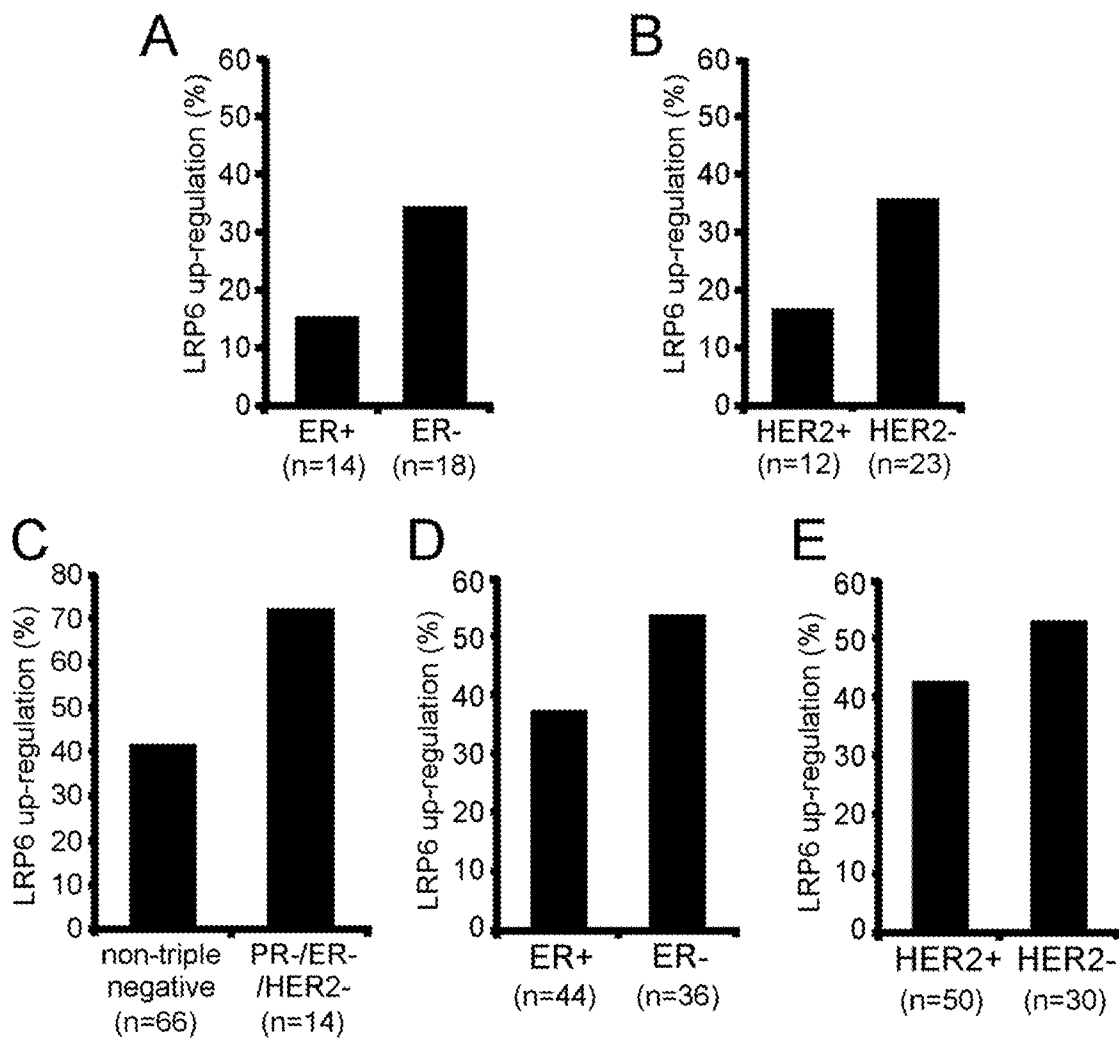 A
LRP6 up-regulation (%)
60
50
40
30
20
10
0
ER+ ER-
(n=14) (n=18)
B
LRP6 up-regulation (%)
60
50
40
30
20
10
0
HER2+ HER2-
(n=12) (n=23)
C
LRP6 up-regulation (%)
80
70
60
50
40
30
20
10
0
non-triple PR-/ER-
negative /HER2-
(n=66) (n=14)
D
LRP6 up-regulation (%)
60
50
40
30
20
10
0
ER+ ER-
(n=44) (n=36)
E
LRP6 up-regulation (%)
60
50
40
30
20
10
0
HER2+ HER2-
(n=50) (n=30)